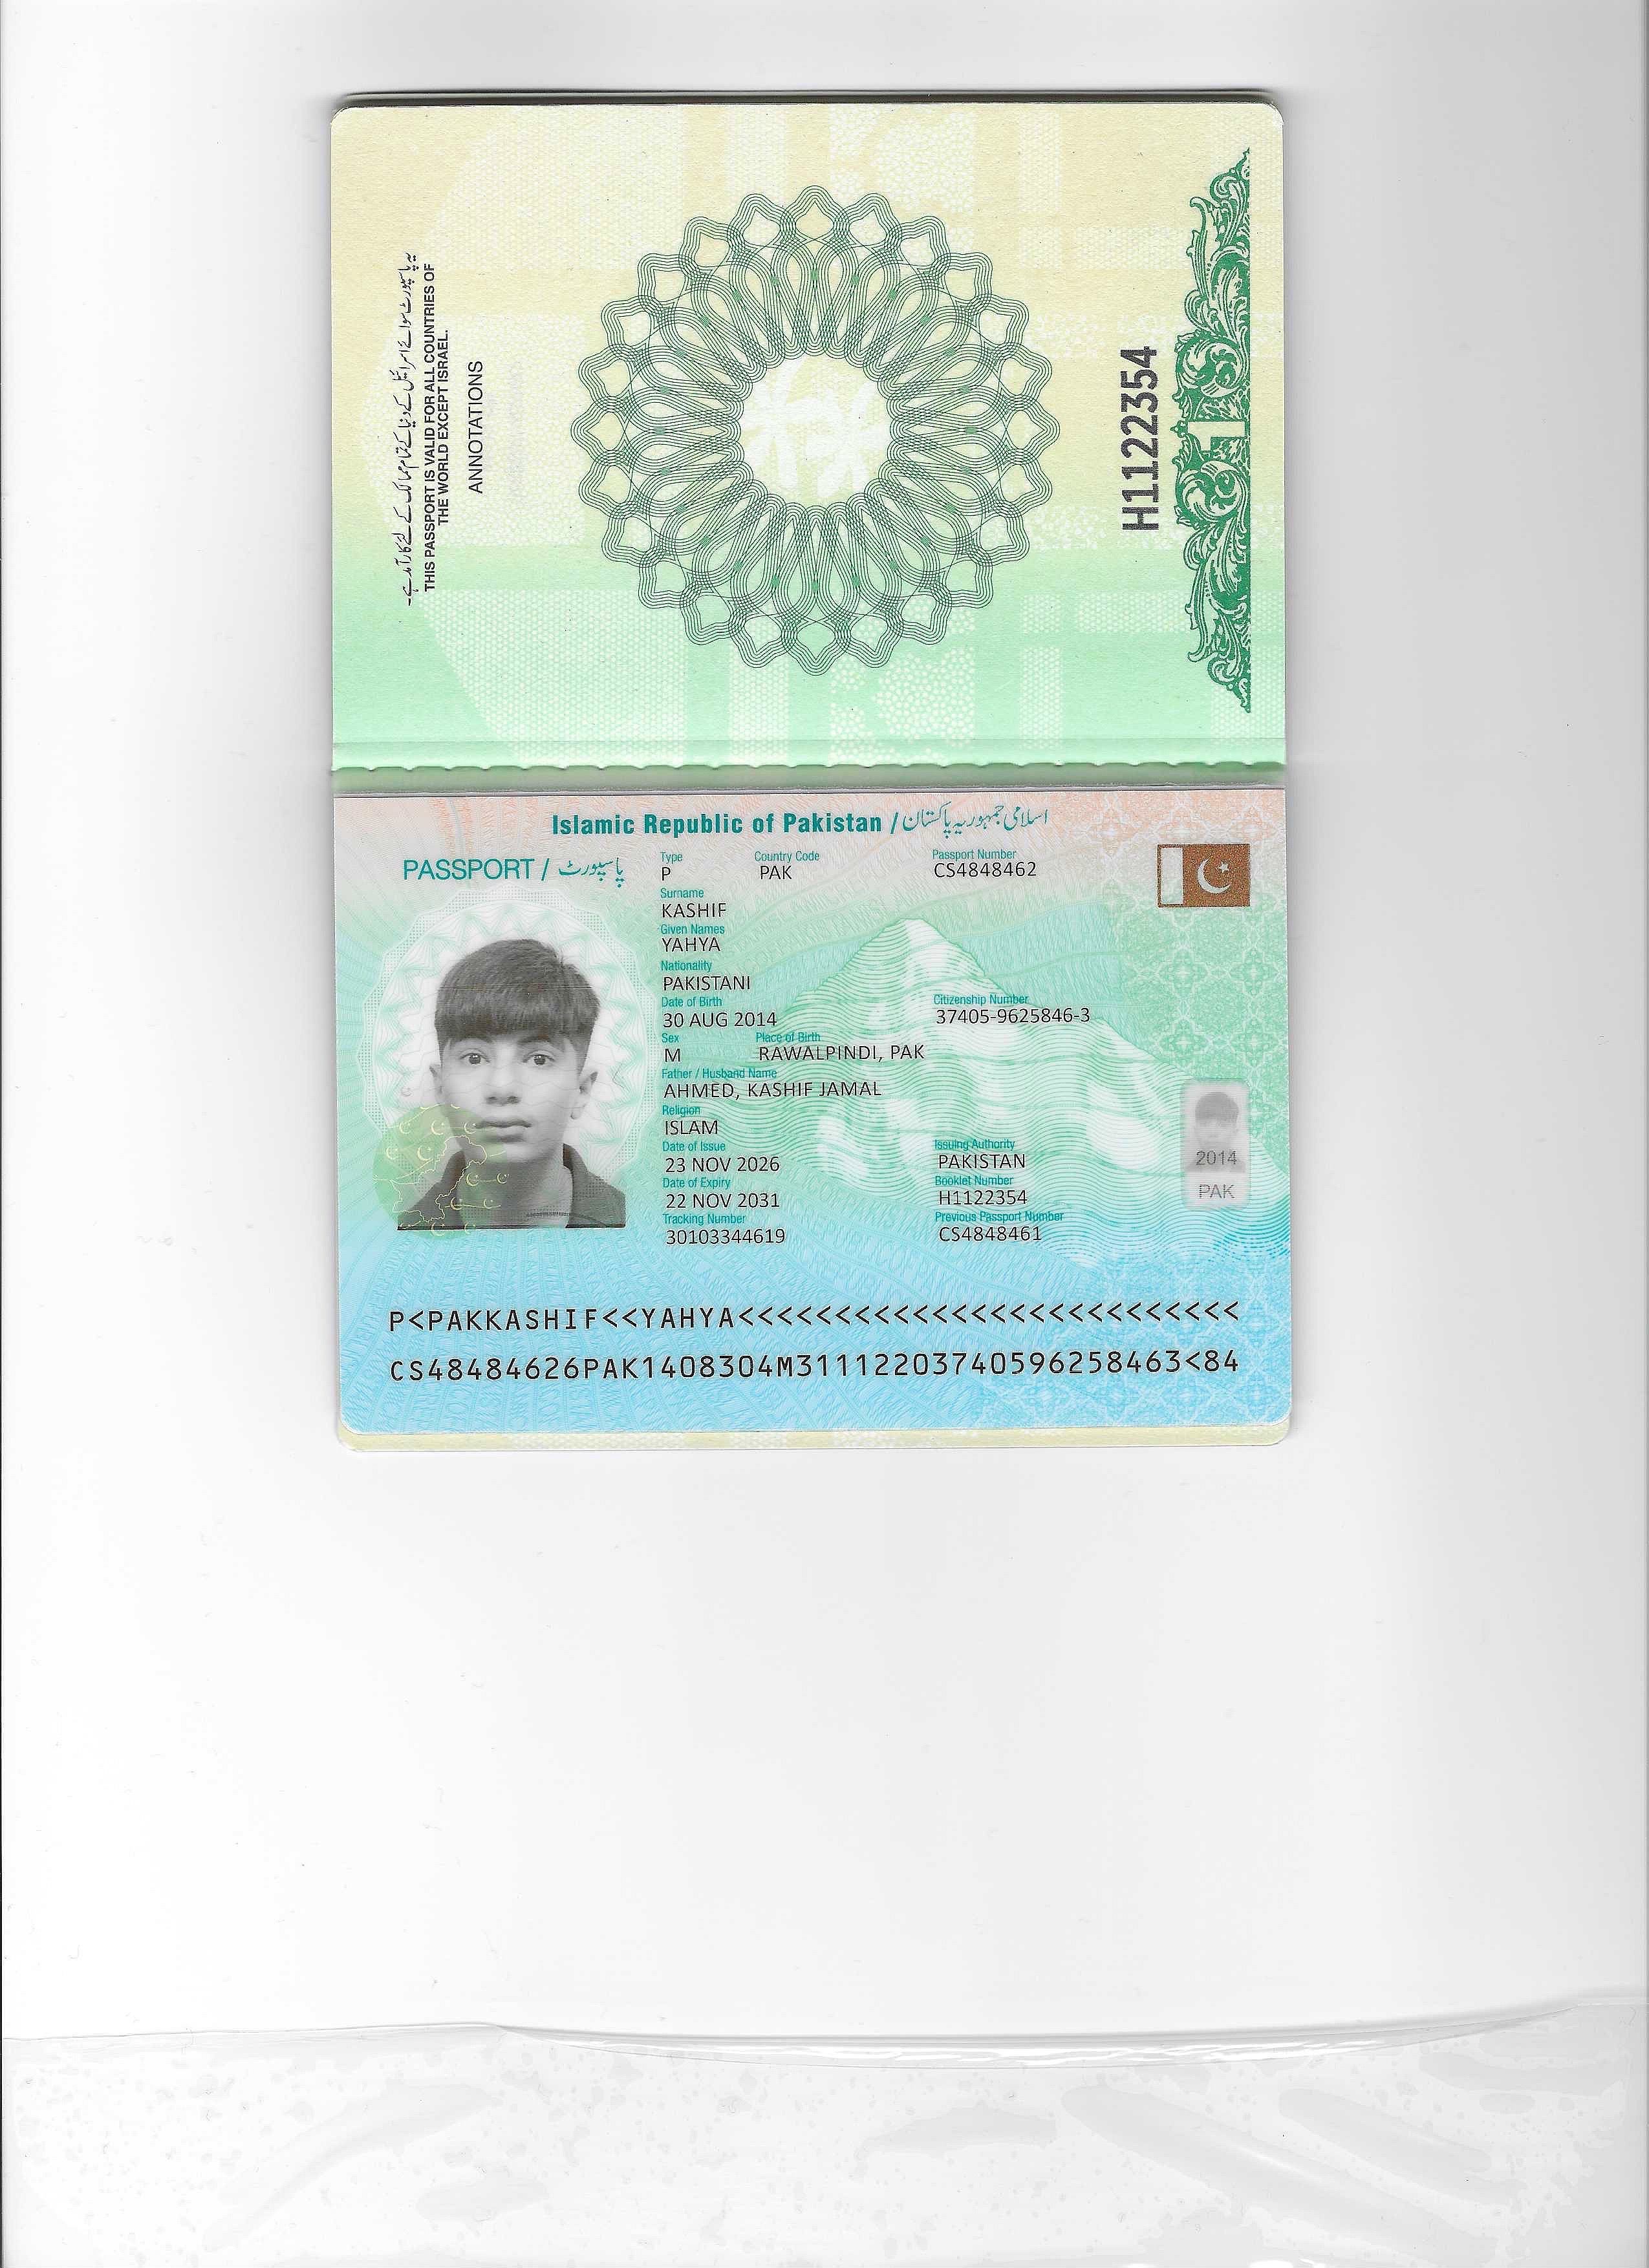 یہ پاسپورٹ سوائے اسرائیل کے دنیا کے تمام ممالک کے لئے کارآمد ہے۔
THIS PASSPORT IS VALID FOR ALL COUNTRIES OF
THE WORLD EXCEPT ISRAEL.
ANNOTATIONS
H1122354
1
Islamic Republic of Pakistan / اسلامی جمہوریہ پاکستان
PASSPORT / پاسپورٹ
Type Country Code Passport Number
P PAK CS4848462
Surname
KASHIF
Given Names
YAHYA
Nationality
PAKISTANI
Date of Birth Citizenship Number
30 AUG 2014 37405-9625846-3
Sex Place of Birth
M RAWALPINDI, PAK
Father / Husband Name
AHMED, KASHIF JAMAL
Religion
ISLAM
Date of Issue Issuing Authority
23 NOV 2026 PAKISTAN
Date of Expiry Booklet Number
22 NOV 2031 H1122354
Tracking Number Previous Passport Number
30103344619 CS4848461
2014
PAK
P<PAKKASHIF<<YAHYA<<<<<<<<<<<<<<<<<<<<<<<<<<
CS48484626PAK1408304M31112203740596258463<84